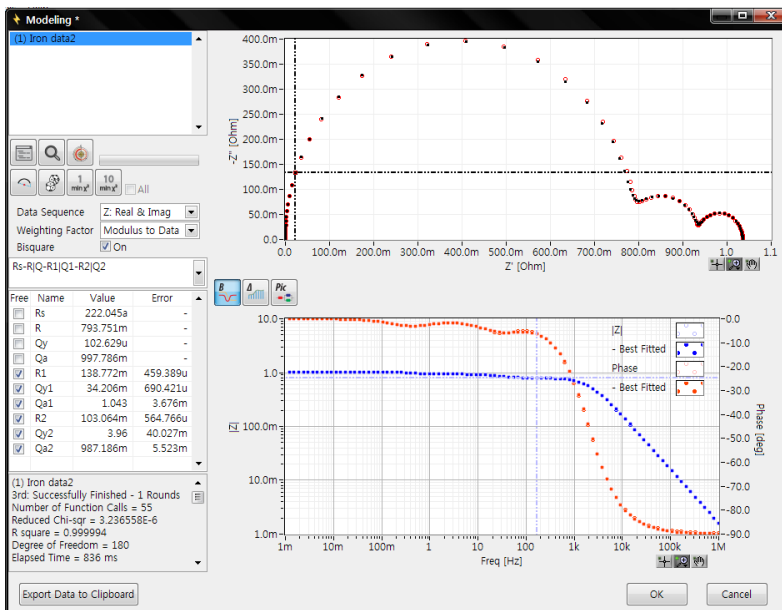 Modeling *
(1) Iron data2
1
min χ²
10
min χ²
All
Data Sequence Z: Real & Imag
Weighting Factor Modulus to Data
Bisquare On
Rs-R|Q-R1|Q1-R2|Q2
Free Name Value Error
Rs 222.045a -
R 793.751m -
Qy 102.629u -
Qa 997.786m -
R1 138.772m 459.389u
Qy1 34.206m 690.421u
Qa1 1.043 3.676m
R2 103.064m 564.766u
Qy2 3.96 40.027m
Qa2 987.186m 5.523m
(1) Iron data2
3rd: Successfully Finished - 1 Rounds
Number of Function Calls = 55
Reduced Chi-sqr = 3.236558E-6
R square = 0.999994
Degree of Freedom = 180
Elapsed Time = 836 ms
Export Data to Clipboard
400.0m
350.0m
300.0m
250.0m
200.0m
150.0m
100.0m
50.0m
0.0
-Z" [Ohm]
0.0 100.0m 200.0m 300.0m 400.0m 500.0m 600.0m 700.0m 800.0m 900.0m 1.0 1.1
Z' [Ohm]
B
Δ
Pic
10.0
1.0
100.0m
10.0m
1.0m
|Z|
|Z|
- Best Fitted
Phase
- Best Fitted
-0.0
-10.0
-20.0
-30.0
-40.0
-50.0
-60.0
-70.0
-80.0
-90.0
Phase [deg]
1m 10m 100m 1 10 100 1k 10k 100k 1M
Freq [Hz]
OK
Cancel